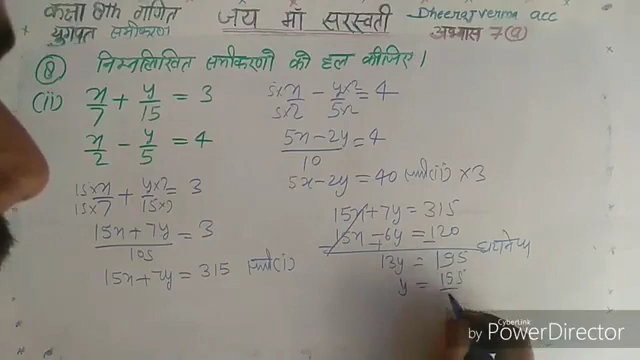 कक्षा 8th गणित जय माँ सरस्वती - Dheeraj verma acc
युगपत समीकरण अभ्यास 7(a)
Q निम्नलिखित समीकरणों को हल कीजिए।
(ii) x/7 + y/15 = 3
x/2 - y/5 = 4
15×x/15×7 + y×7/15×7 = 3
15x + 7y/105 = 3
15x + 7y = 315 समी(i)
5×x/5×2 - y×2/5×2 = 4
5x - 2y/10 = 4
5x - 2y = 40 समी(ii) ×3
15x + 7y = 315
15x - 6y = 120
घटाने पर
13y = 195
y = 195
by CyberLink PowerDirector